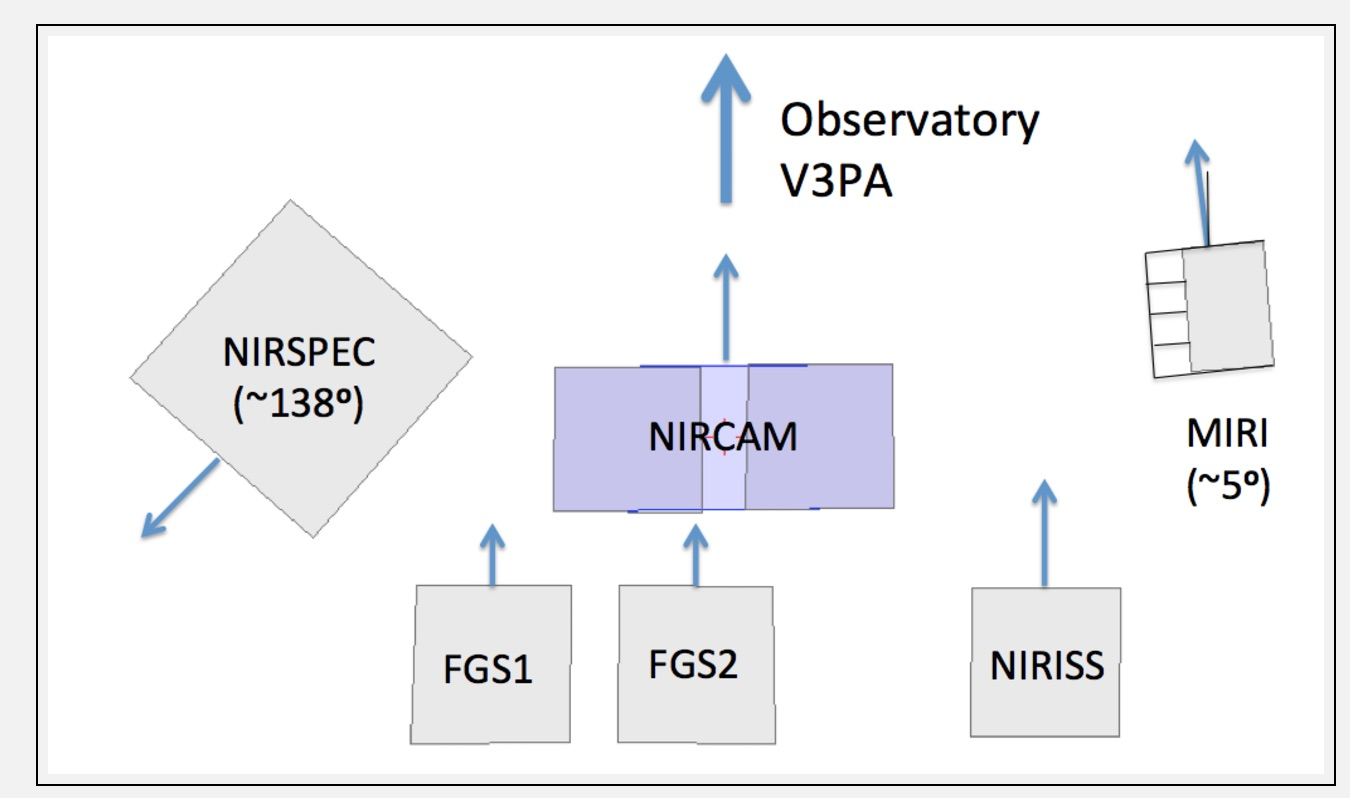 Observatory
V3PA
NIRSPEC
(~138º)
NIRCAM
MIRI
(~5º)
FGS1
FGS2
NIRISS